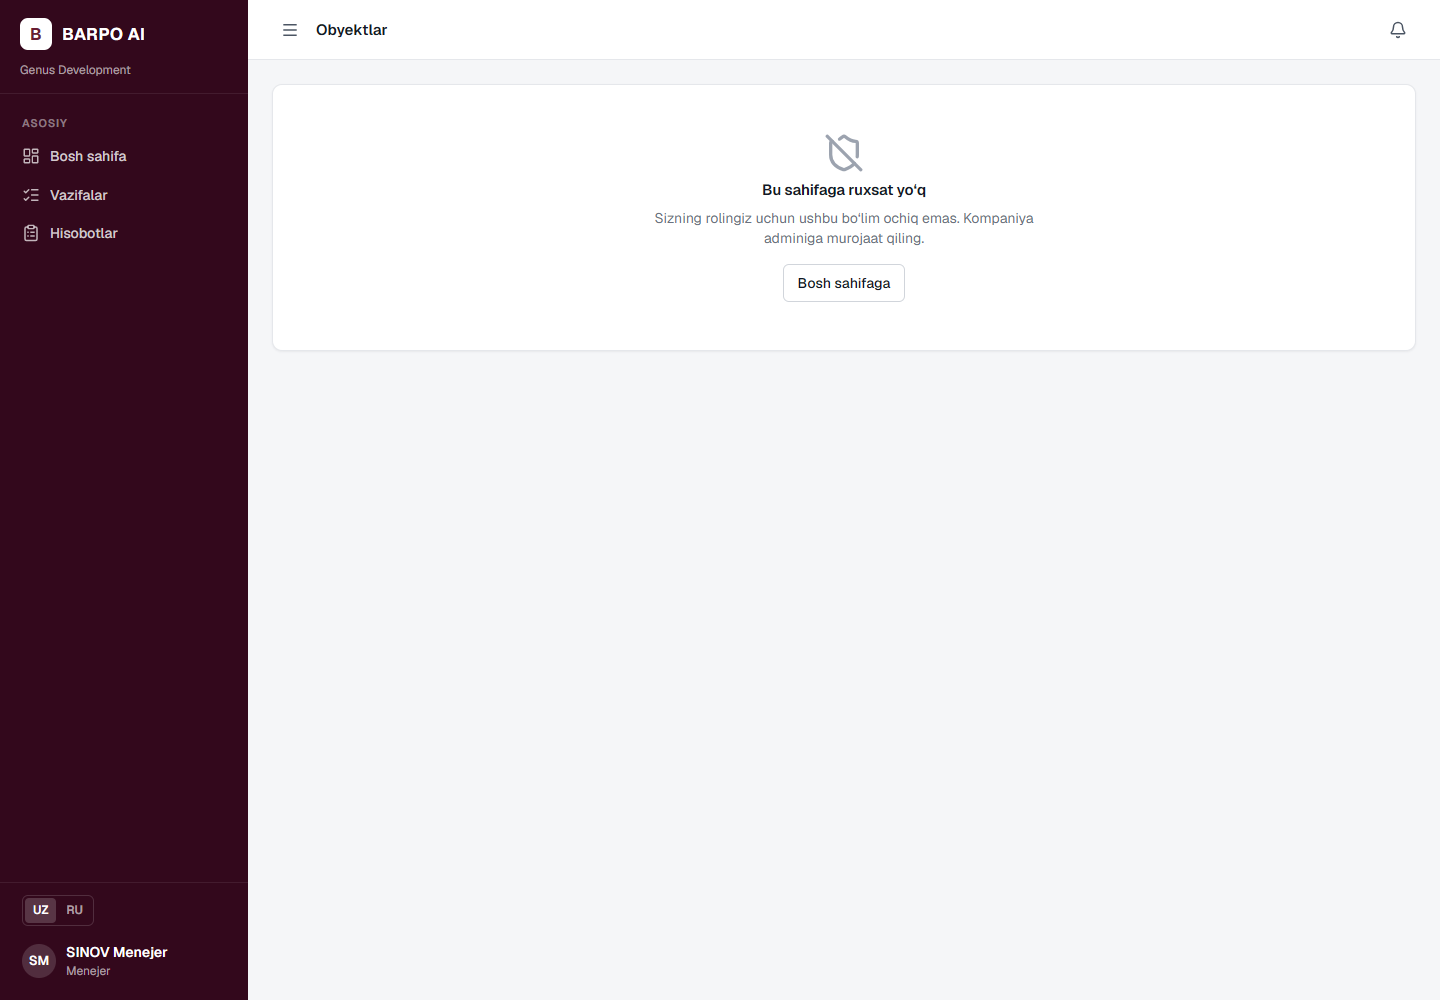 B BARPO AI
Genus Development
ASOSIY
Bosh sahifa
Vazifalar
Hisobotlar
UZ RU
SM SINOV Menejer
Menejer
Obyektlar
Bu sahifaga ruxsat yo‘q
Sizning rolingiz uchun ushbu bo‘lim ochiq emas. Kompaniya
adminiga murojaat qiling.
Bosh sahifaga